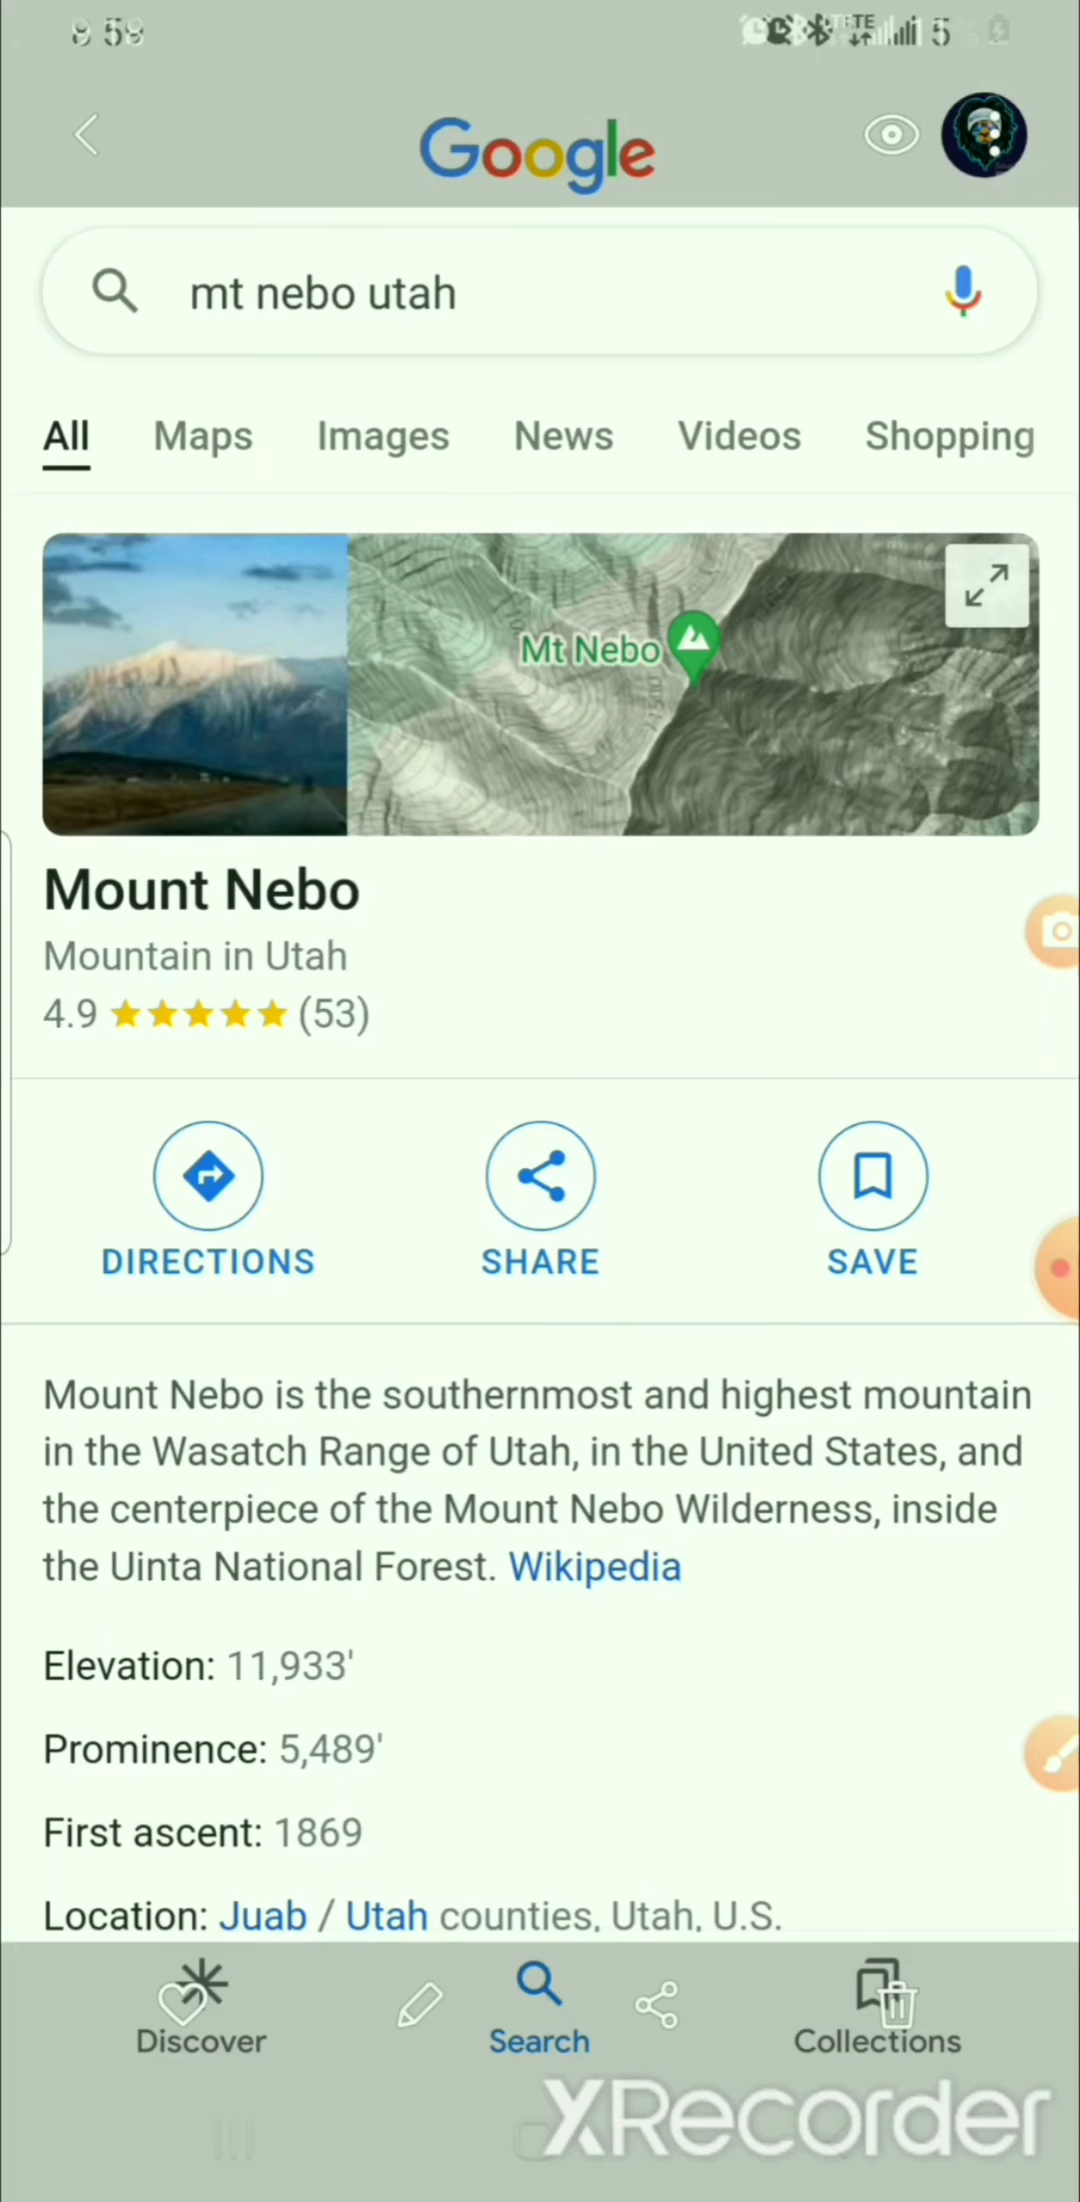 Google
mt nebo utah
All Maps Images News Videos Shopping
Mt Nebo
Mount Nebo
Mountain in Utah
4.9 (53)
DIRECTIONS SHARE SAVE
Mount Nebo is the southernmost and highest mountain
in the Wasatch Range of Utah, in the United States, and
the centerpiece of the Mount Nebo Wilderness, inside
the Uinta National Forest. Wikipedia
Elevation: 11,933'
Prominence: 5,489'
First ascent: 1869
Location: Juab / Utah counties, Utah, U.S.
Discover Search Collections
XRecorder